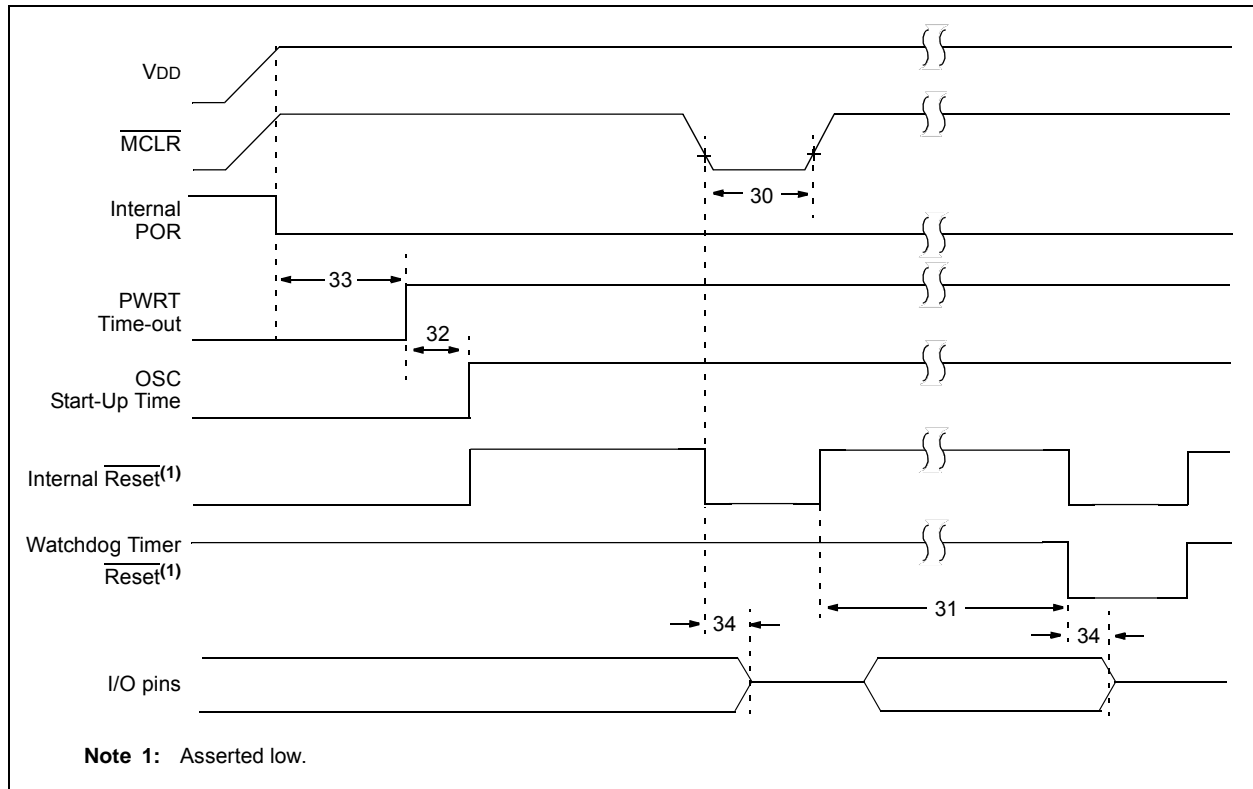 VDD
MCLR
30
Internal
POR
33
PWRT
Time-out
32
OSC
Start-Up Time
Internal Reset(1)
Watchdog Timer
Reset(1)
31
34
34
I/O pins
Note 1: Asserted low.